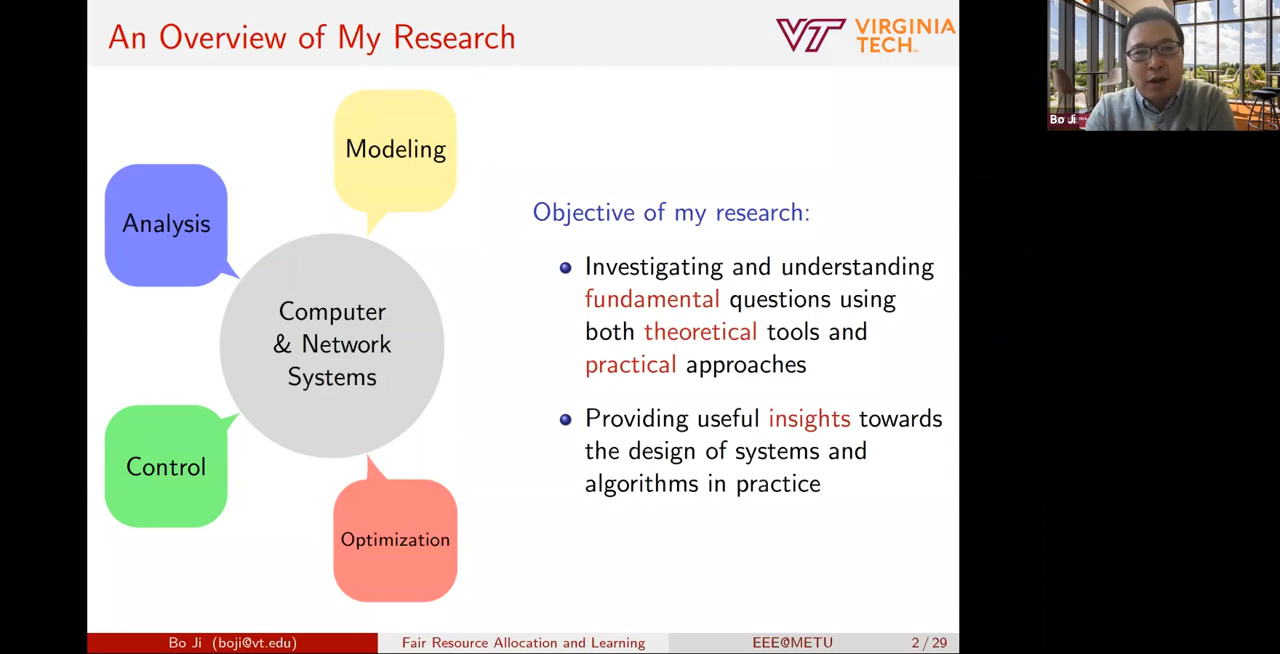 An Overview of My Research
VT VIRGINIA
TECH
Modeling
Analysis
Computer
& Network
Systems
Control
Optimization
Objective of my research:
Investigating and understanding
fundamental questions using
both theoretical tools and
practical approaches
Providing useful insights towards
the design of systems and
algorithms in practice
Bo Ji (boji@vt.edu)
Fair Resource Allocation and Learning
EEE@METU
2 / 29
Bo Ji